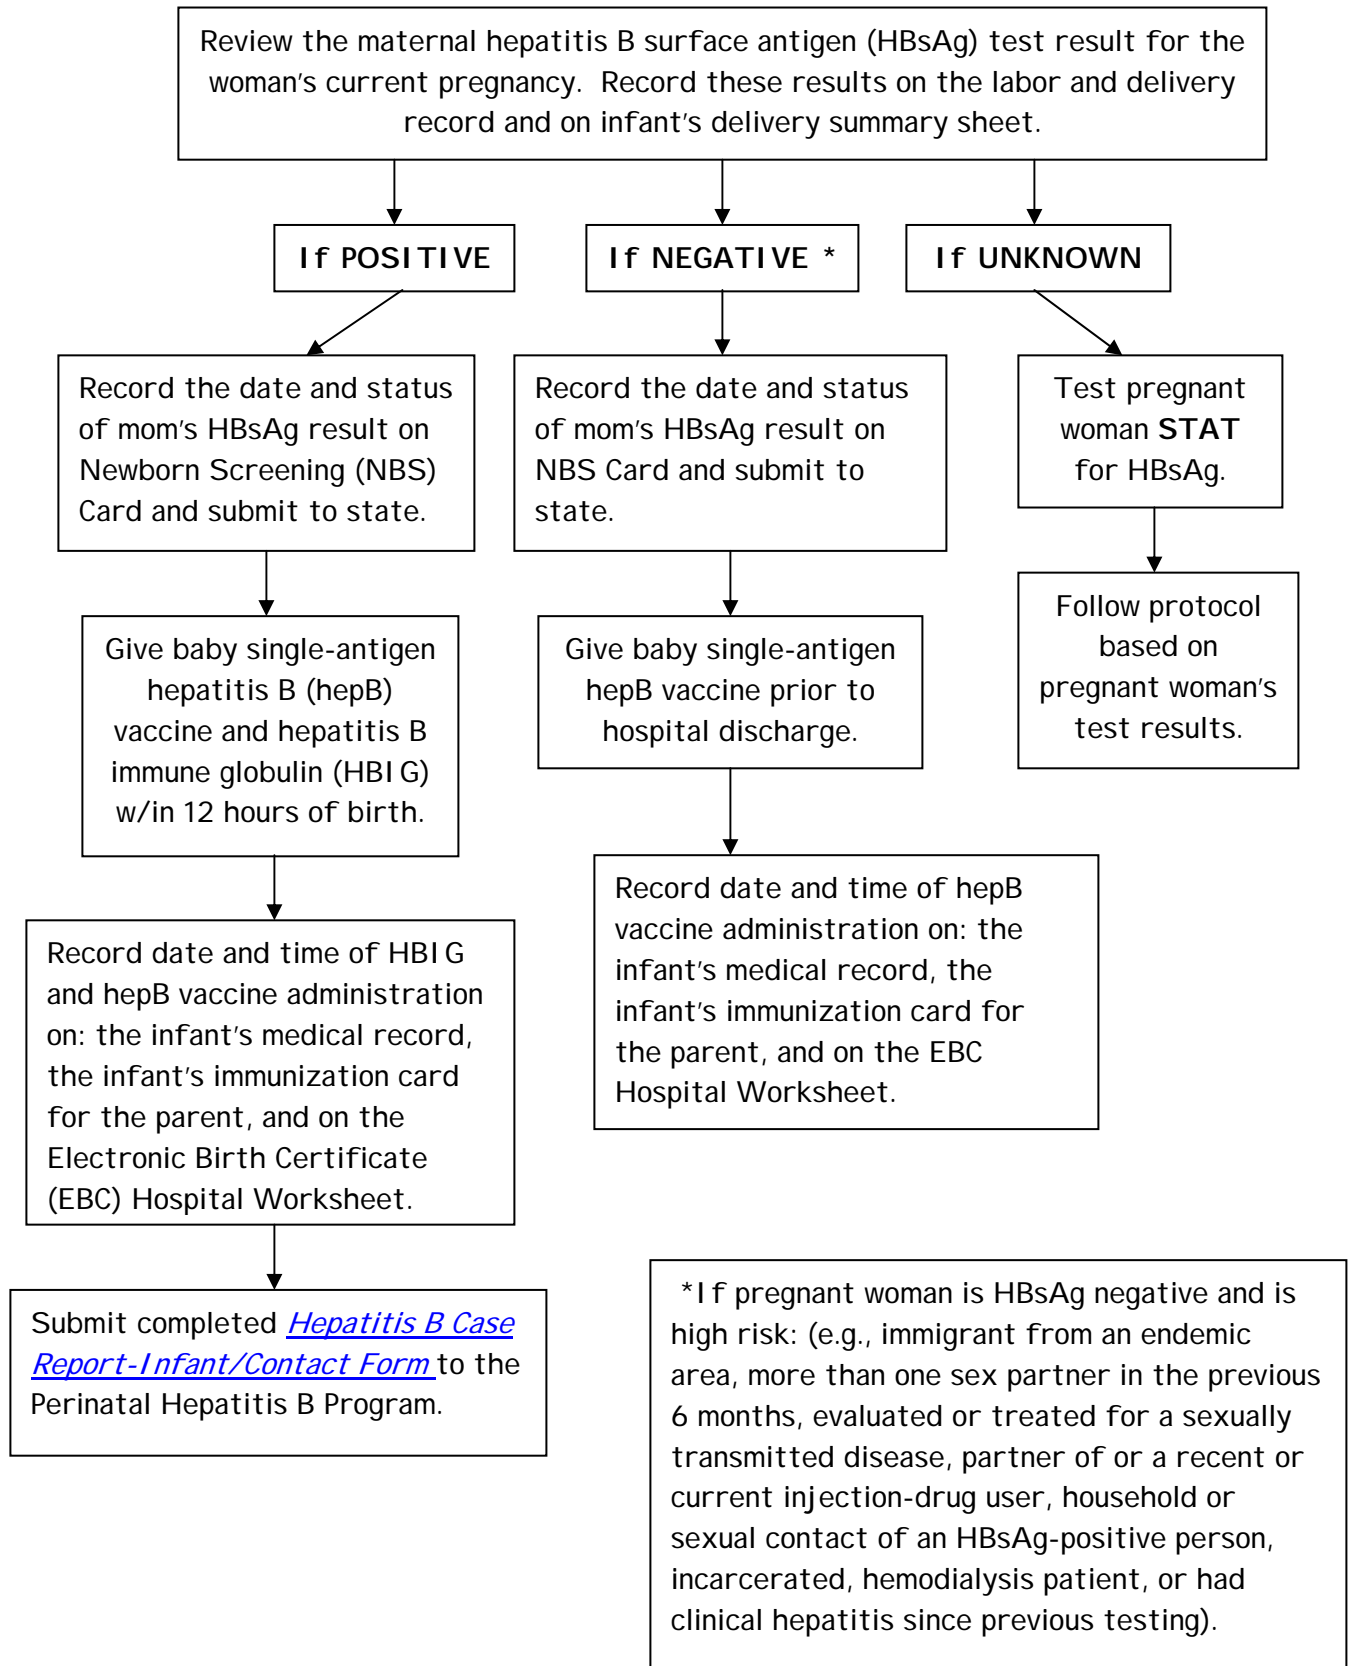 Review the maternal hepatitis B surface antigen (HBsAg) test result for the
woman's current pregnancy.  Record these results on the labor and delivery
record and on infant's delivery summary sheet.
If POSITIVE
If NEGATIVE *
If UNKNOWN
Record the date and status
of mom's HBsAg result on
Newborn Screening (NBS)
Card and submit to state.
Record the date and status
of mom's HBsAg result on
NBS Card and submit to
state.
Test pregnant
woman STAT
for HBsAg.
Give baby single-antigen
hepatitis B (hepB)
vaccine and hepatitis B
immune globulin (HBIG)
w/in 12 hours of birth.
Give baby single-antigen
hepB vaccine prior to
hospital discharge.
Follow protocol
based on
pregnant woman's
test results.
Record date and time of HBIG
and hepB vaccine administration
on: the infant's medical record,
the infant's immunization card
for the parent, and on the
Electronic Birth Certificate
(EBC) Hospital Worksheet.
Record date and time of hepB
vaccine administration on: the
infant's medical record, the
infant's immunization card for
the parent, and on the EBC
Hospital Worksheet.
Submit completed Hepatitis B Case
Report-Infant/Contact Form to the
Perinatal Hepatitis B Program.
*If pregnant woman is HBsAg negative and is
high risk: (e.g., immigrant from an endemic
area, more than one sex partner in the previous
6 months, evaluated or treated for a sexually
transmitted disease, partner of or a recent or
current injection-drug user, household or
sexual contact of an HBsAg-positive person,
incarcerated, hemodialysis patient, or had
clinical hepatitis since previous testing).